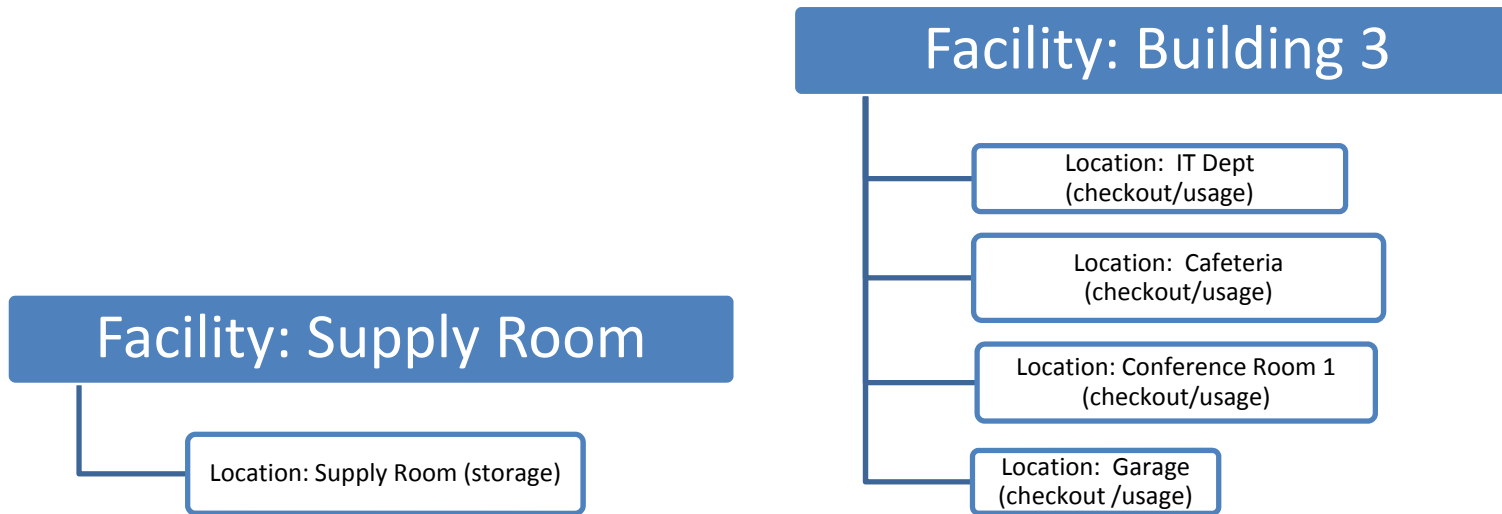 Facility: Supply Room
Location: Supply Room (storage)
Facility: Building 3
Location:  IT Dept
(checkout/usage)
Location:  Cafeteria
(checkout/usage)
Location: Conference Room 1
(checkout/usage)
Location:  Garage
(checkout /usage)